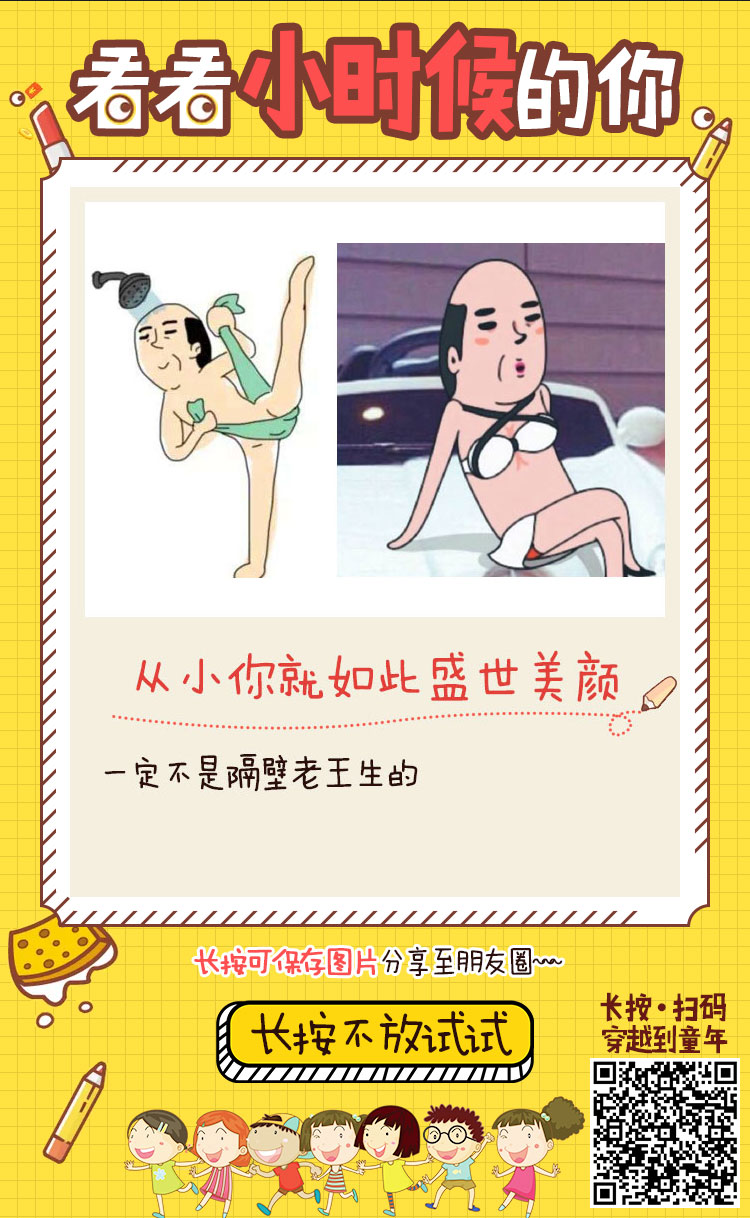 看看小时候的你
从小你就如此盛世美颜
一定不是隔壁老王生的
长按可保存图片分享至朋友圈~~
长按不放试试
长按·扫码
穿越到童年